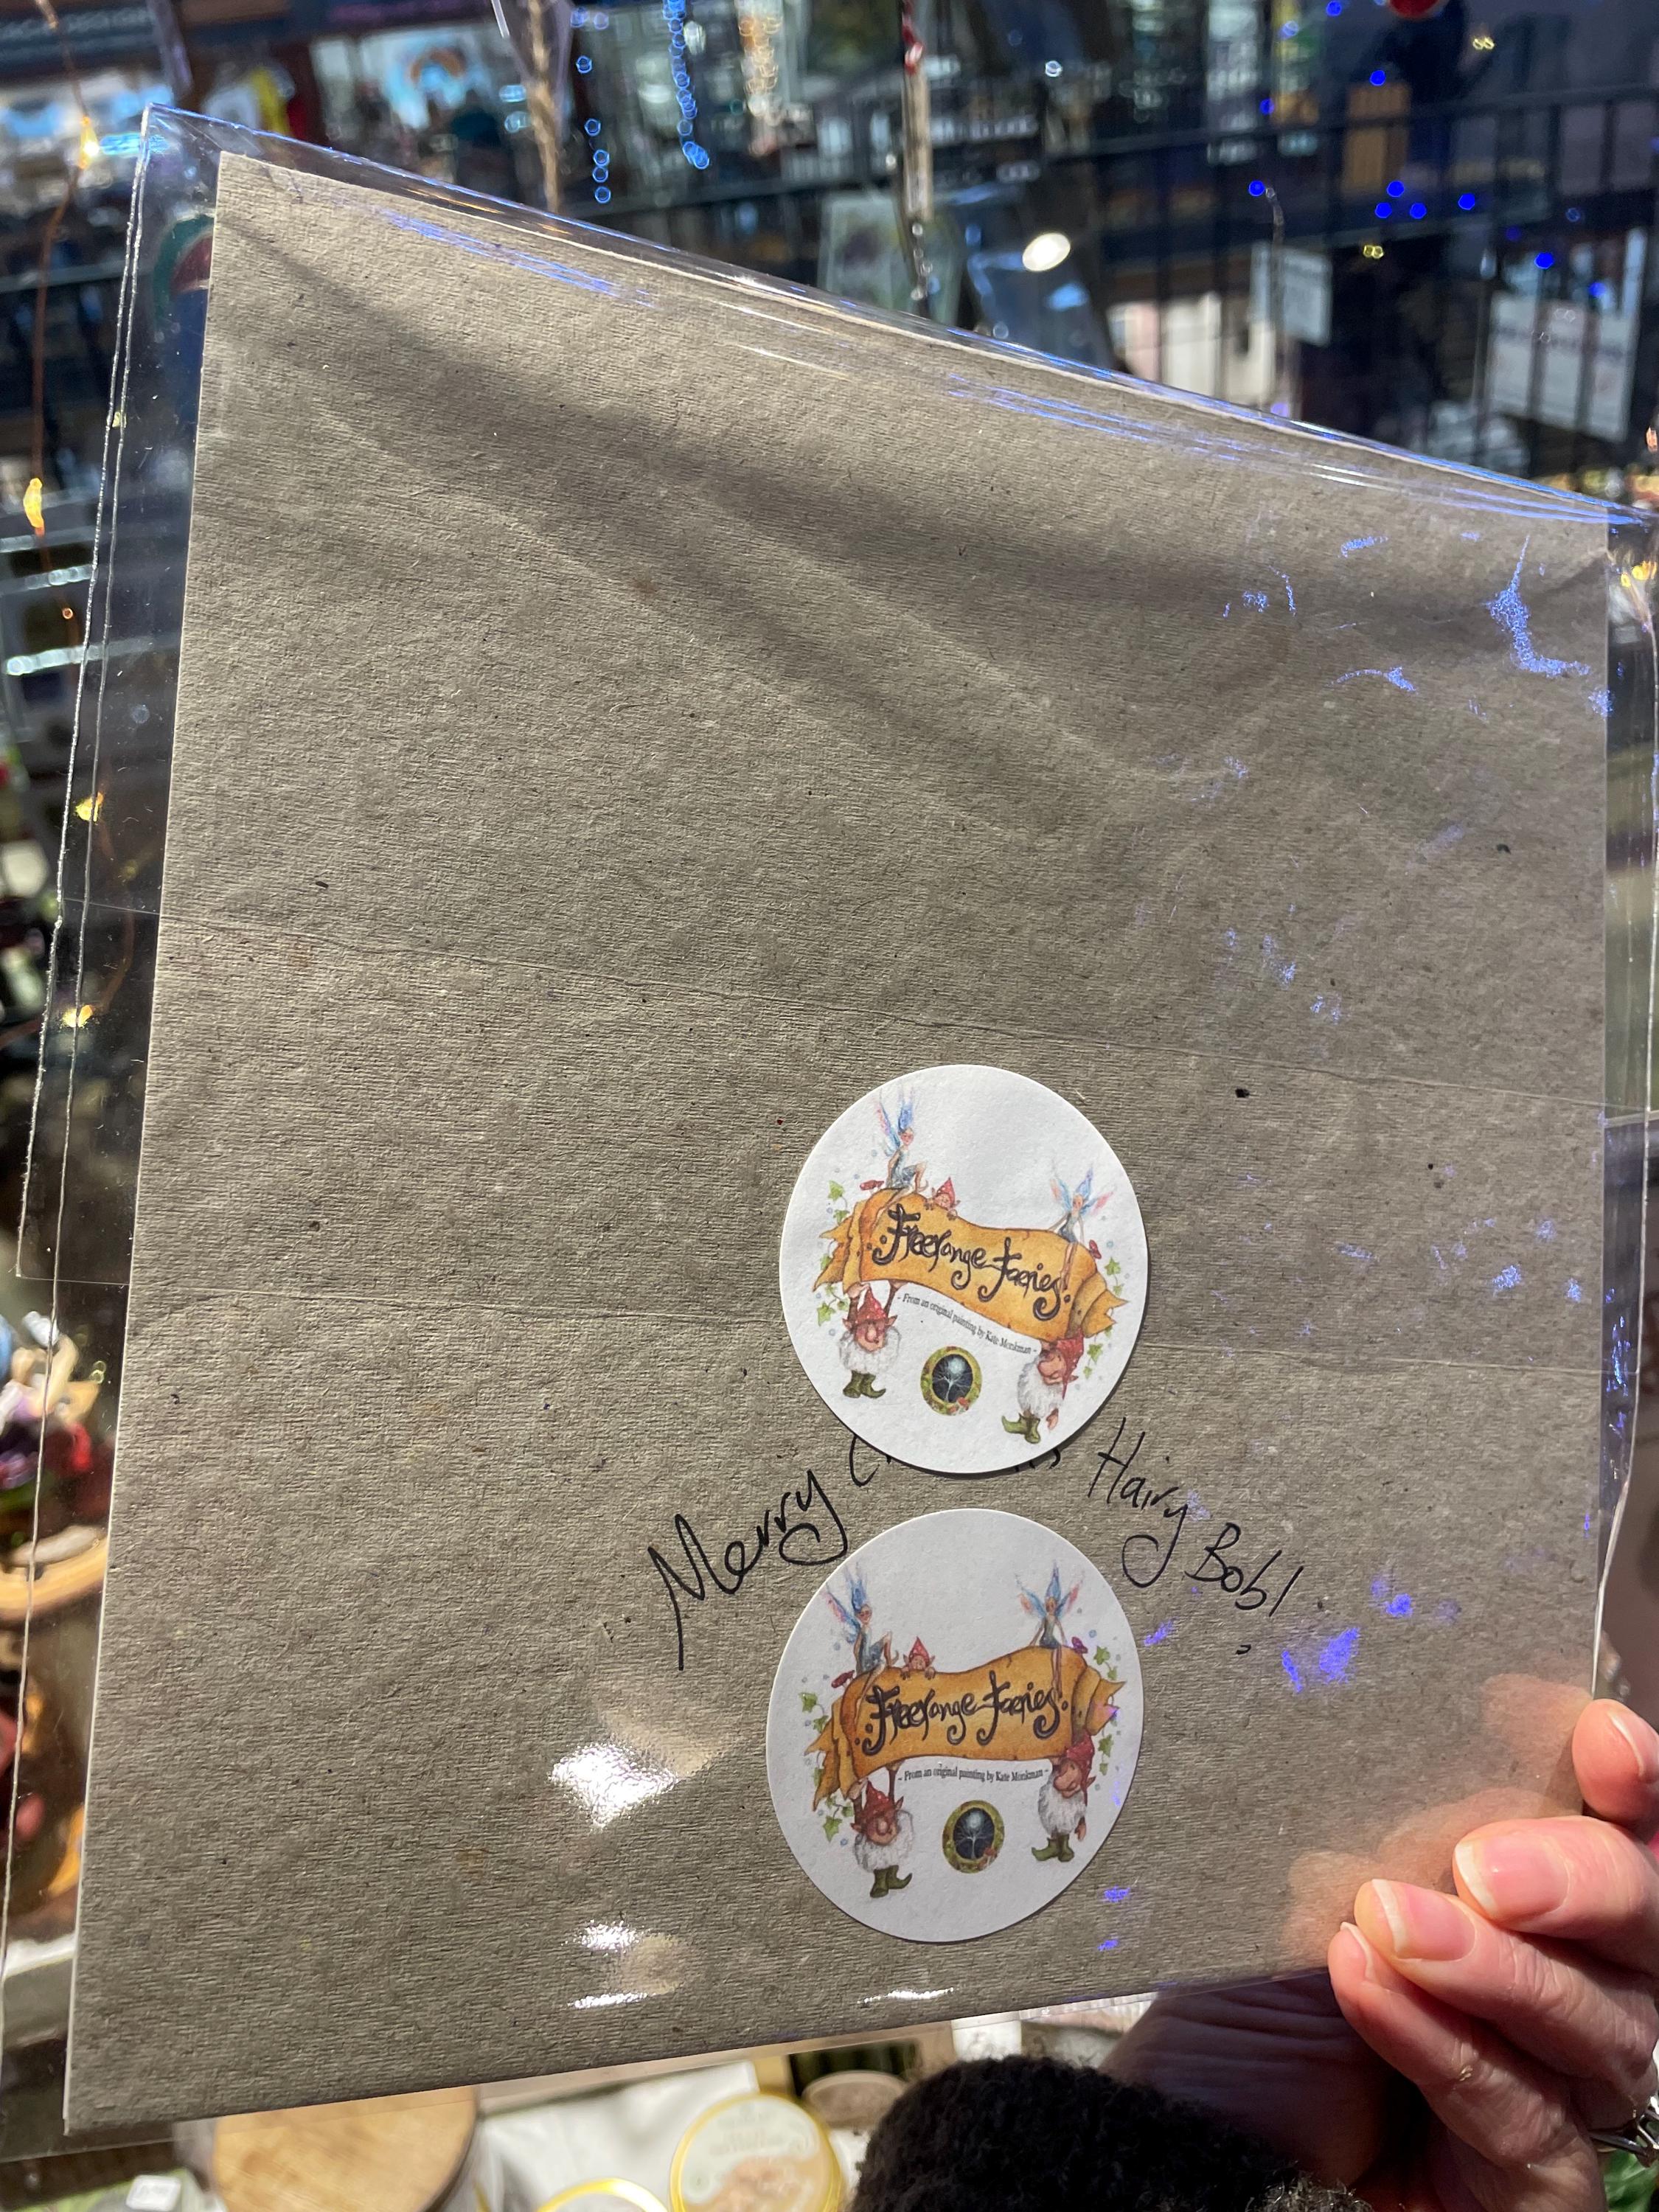 Freerange Faeries!
- From an original painting by Kate Monkman -
Merry Hairy Bob!
Freerange Faeries!
- From an original painting by Kate Monkman -